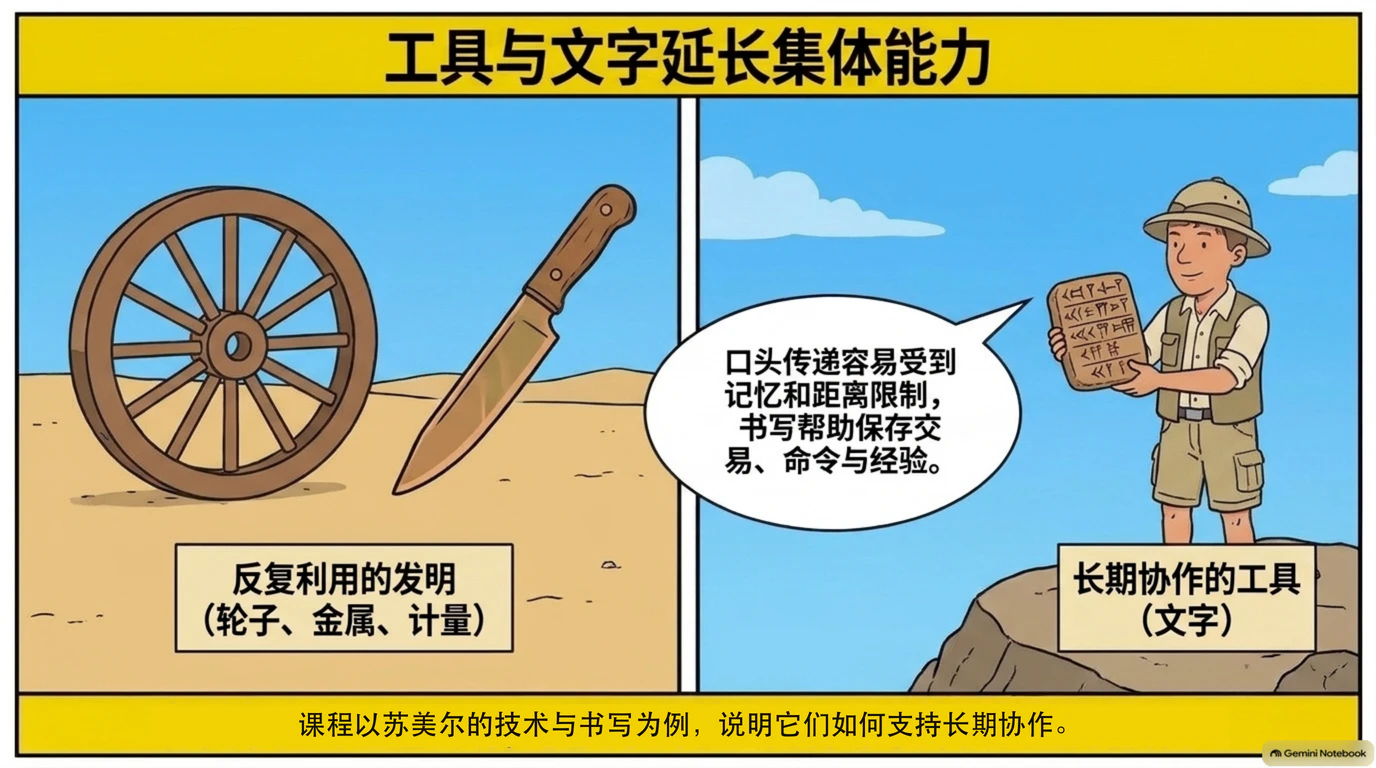 工具与文字延长集体能力
口头传递容易受到
记忆和距离限制，
书写帮助保存交
易、命令与经验。
反复利用的发明
（轮子、金属、计量）
长期协作的工具
（文字）
课程以苏美尔的技术与书写为例，说明它们如何支持长期协作。
Gemini Notebook